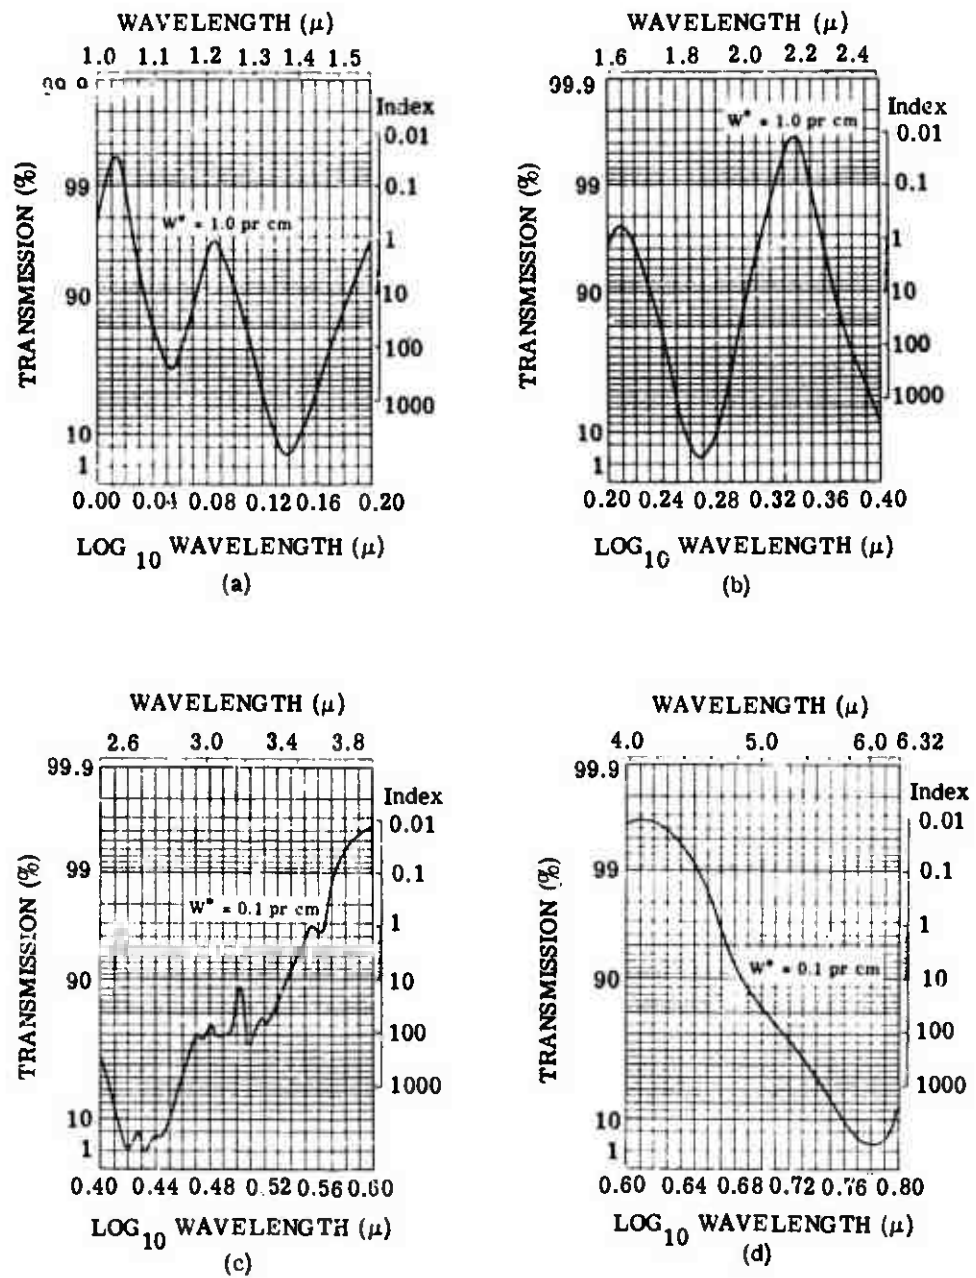 WAVELENGTH (μ)
1.0 1.1 1.2 1.3 1.4 1.5
Index
0.01
0.1
1
10
100
1000
TRANSMISSION (%)
99
90
10
1
W* = 1.0 pr cm
0.00 0.04 0.08 0.12 0.16 0.20
LOG10 WAVELENGTH (μ)
(a)
WAVELENGTH (μ)
1.6 1.8 2.0 2.2 2.4
99.9
Index
0.01
0.1
1
10
100
1000
TRANSMISSION (%)
99
90
10
1
W* = 1.0 pr cm
0.20 0.24 0.28 0.32 0.36 0.40
LOG10 WAVELENGTH (μ)
(b)
WAVELENGTH (μ)
2.6 3.0 3.4 3.8
99.9
Index
0.01
0.1
1
10
100
1000
TRANSMISSION (%)
99
90
10
1
W* = 0.1 pr cm
0.40 0.44 0.48 0.52 0.56 0.60
LOG10 WAVELENGTH (μ)
(c)
WAVELENGTH (μ)
4.0 5.0 6.0 6.32
99.9
Index
0.01
0.1
1
10
100
1000
TRANSMISSION (%)
99
90
10
1
W* = 0.1 pr cm
0.60 0.64 0.68 0.72 0.76 0.80
LOG10 WAVELENGTH (μ)
(d)